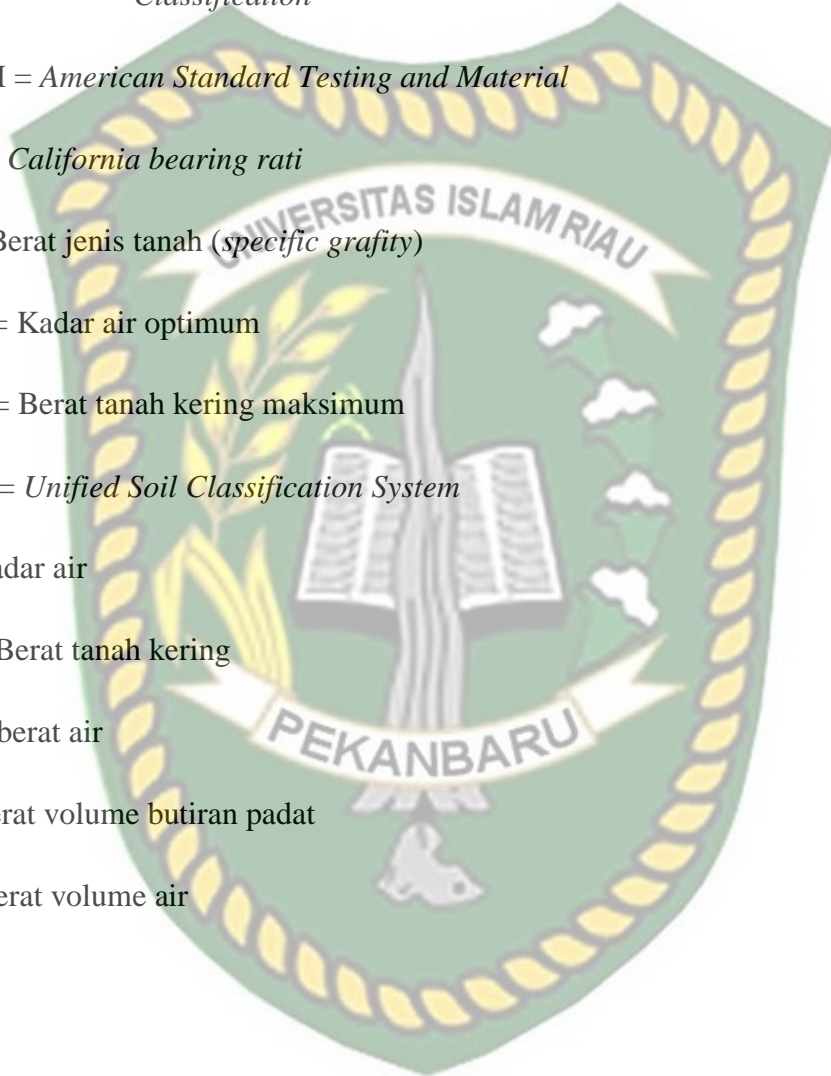 Classification
= American Standard Testing and Material
California bearing rati
Berat jenis tanah (specific grafity)
= Kadar air optimum
= Berat tanah kering maksimum
= Unified Soil Classification System
adar air
Berat tanah kering
berat air
erat volume butiran padat
erat volume air
UNIVERSITAS ISLAM RIAU
PEKANBARU